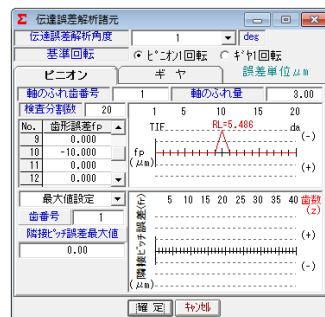 Σ 伝達誤差解析諸元
伝達誤差解析角度 1 deg
基準回転 ピニオン1回転 ギヤ1回転
ピニオン ギヤ 誤差単位μm
軸のふれ歯番号 1 軸のふれ量 3.00
検査分割数 20
No. 歯形誤差fp
9 0.000
10 -10.000
11 0.000
12 0.000
1 5 10 15 20
TIF RL=5.486 da
(-)
fp
(μm)
(+)
最大値設定
歯番号 1
隣接ピッチ誤差最大値
0.00
5 10 15 20 25 30 35 40 歯数
(z)
隣接ピッチ誤差(fr)
(μm)
(+)
(-)
確定 キャンセル